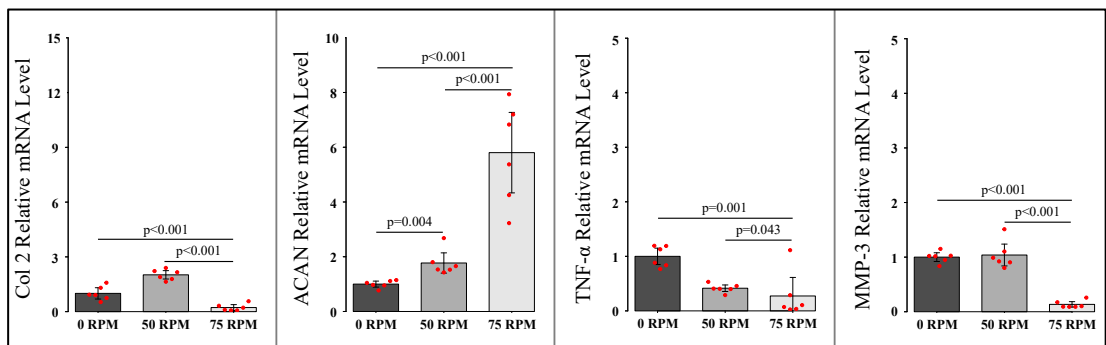 Col 2 Relative mRNA Level
15
12
9
6
3
0
p<0.001
p<0.001
0 RPM 50 RPM 75 RPM
ACAN Relative mRNA Level
10
8
6
4
2
0
p<0.001
p<0.001
p=0.004
0 RPM 50 RPM 75 RPM
TNF-α Relative mRNA Level
5
4
3
2
1
0
p=0.001
p=0.043
0 RPM 50 RPM 75 RPM
MMP-3 Relative mRNA Level
5
4
3
2
1
0
p<0.001
p<0.001
0 RPM 50 RPM 75 RPM